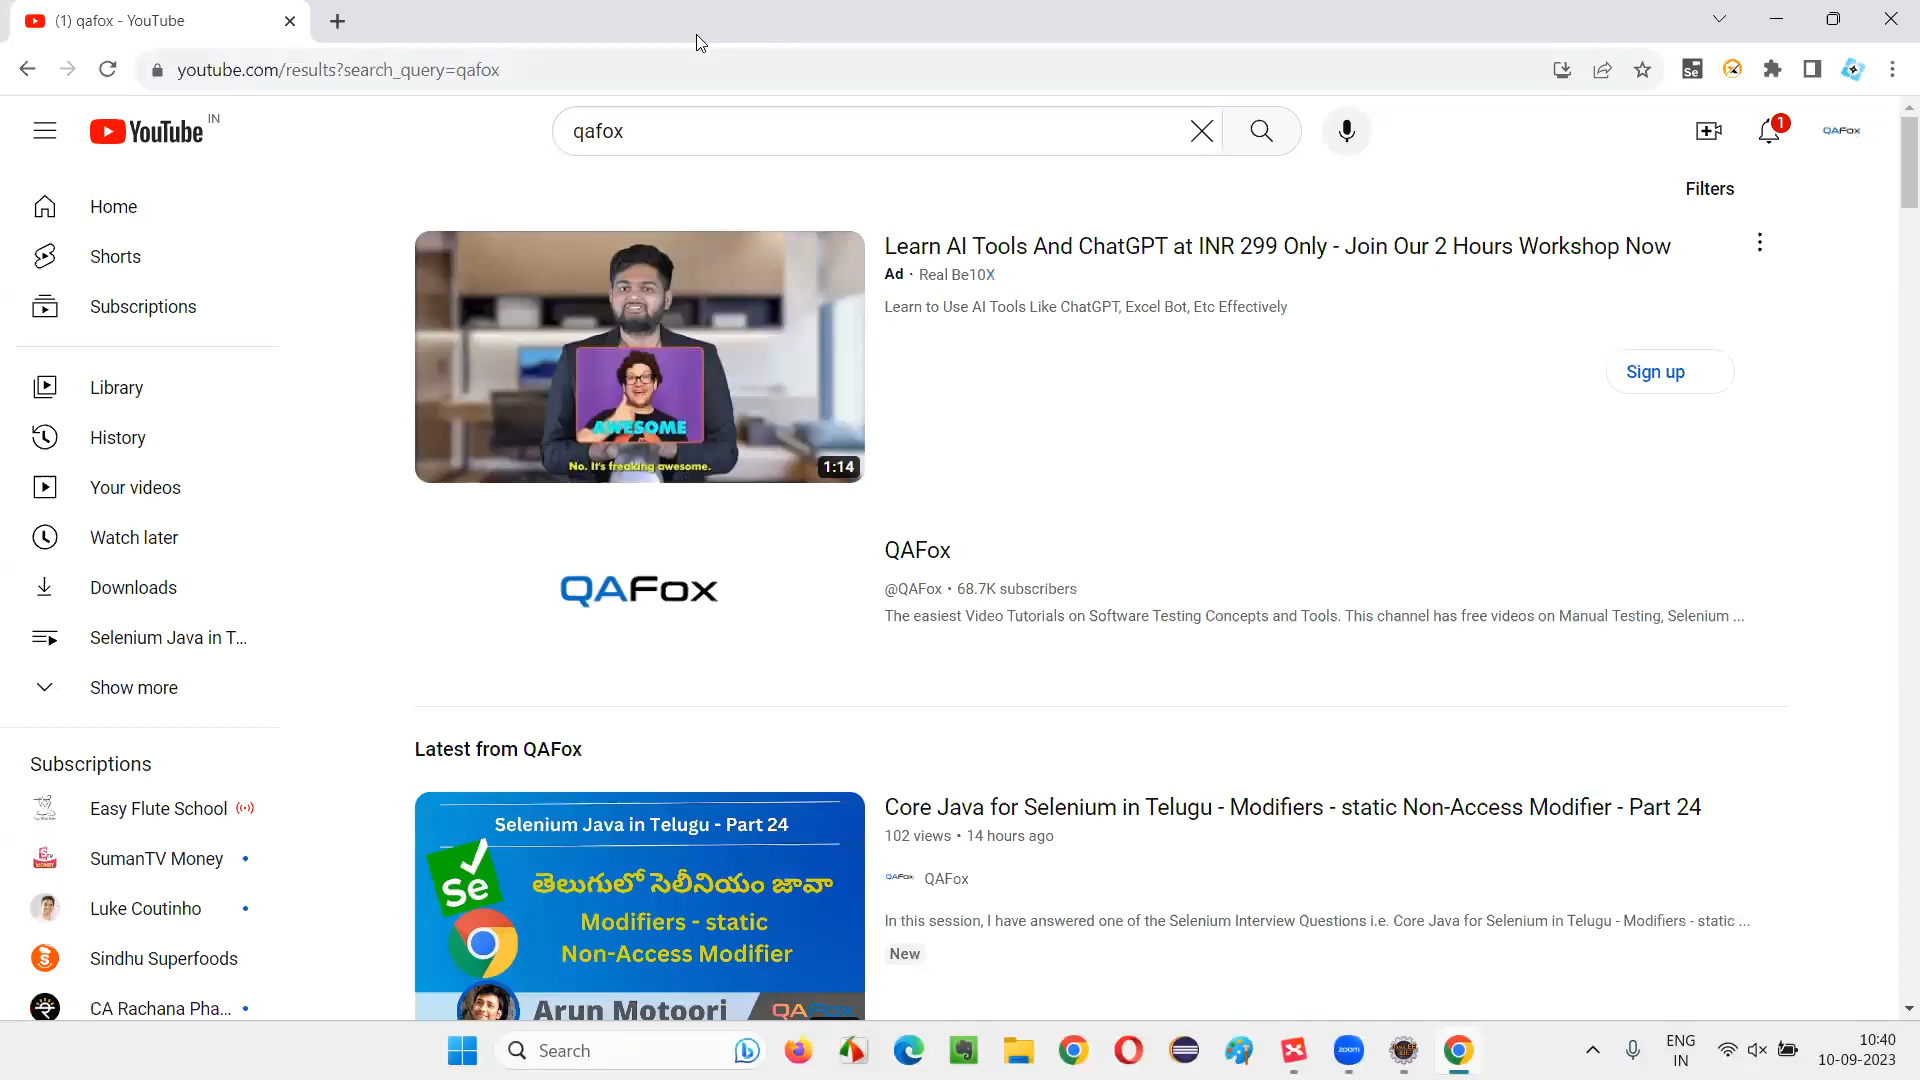 (1) qafox - YouTube
youtube.com/results?search_query=qafox
Se
YouTube IN
qafox
1
QAFox
Filters
Home
Shorts
Subscriptions
Library
History
Your videos
Watch later
Downloads
Selenium Java in T...
Show more
Subscriptions
Easy Flute School
SumanTV Money
Luke Coutinho
Sindhu Superfoods
CA Rachana Pha...
AWESOME
No. It's freaking awesome.
1:14
Learn AI Tools And ChatGPT at INR 299 Only - Join Our 2 Hours Workshop Now
Ad · Real Be10X
Learn to Use AI Tools Like ChatGPT, Excel Bot, Etc Effectively
Sign up
QAFox
QAFox
@QAFox • 68.7K subscribers
The easiest Video Tutorials on Software Testing Concepts and Tools. This channel has free videos on Manual Testing, Selenium ...
Latest from QAFox
Selenium Java in Telugu - Part 24
Se
తెలుగులో సెలీనియం జావా
Modifiers - static
Non-Access Modifier
Arun Motoori
Core Java for Selenium in Telugu - Modifiers - static Non-Access Modifier - Part 24
102 views • 14 hours ago
QAFox QAFox
In this session, I have answered one of the Selenium Interview Questions i.e. Core Java for Selenium in Telugu - Modifiers - static ...
New
Search
zoom
ENG
IN
10:40
10-09-2023